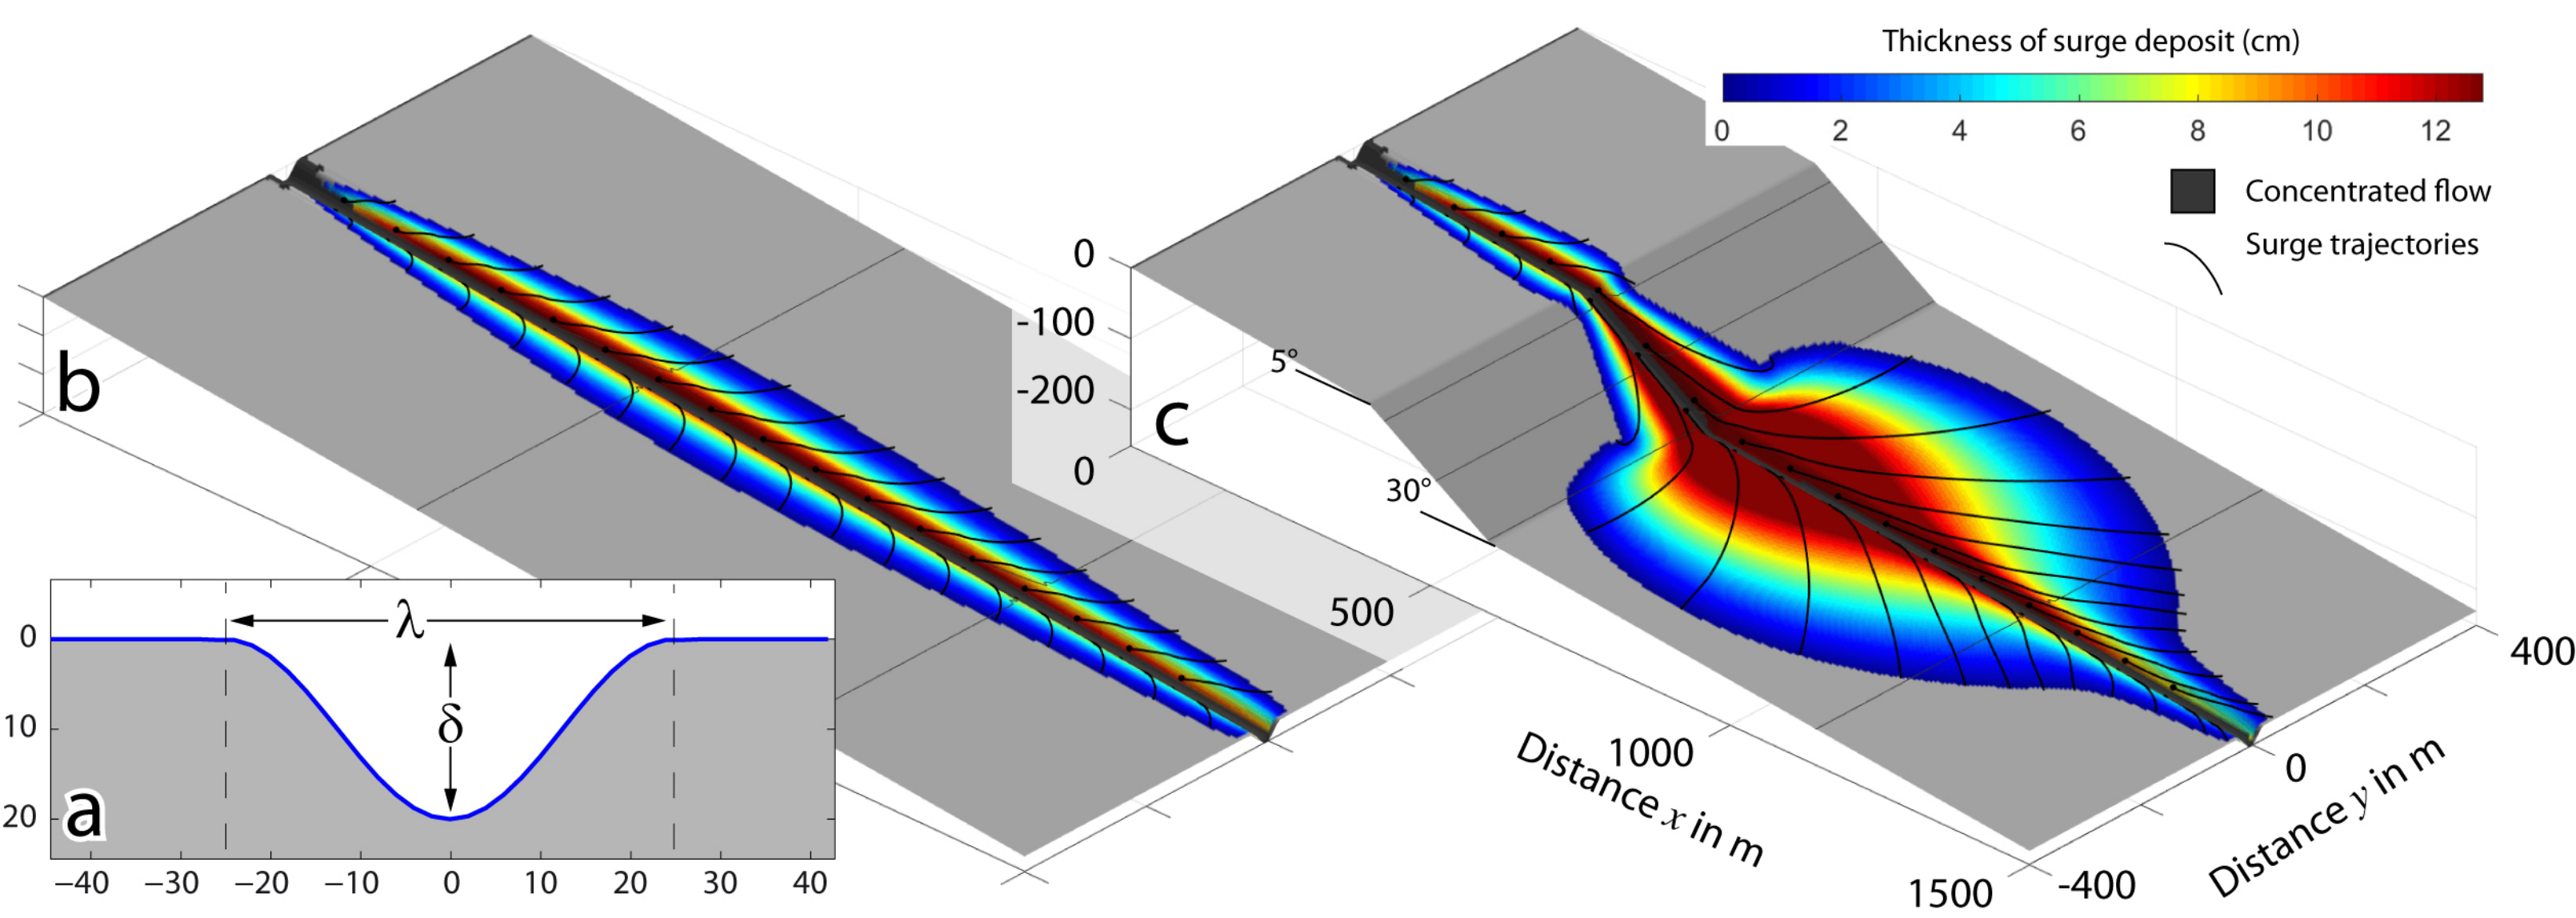 Thickness of surge deposit (cm)
0 2 4 6 8 10 12
Concentrated flow
Surge trajectories
b
c
0
-100
-200
0
5°
30°
500
1000
1500
Distance x in m
-400
0
400
Distance y in m
a
λ
δ
0
10
20
−40 −30 −20 −10 0 10 20 30 40